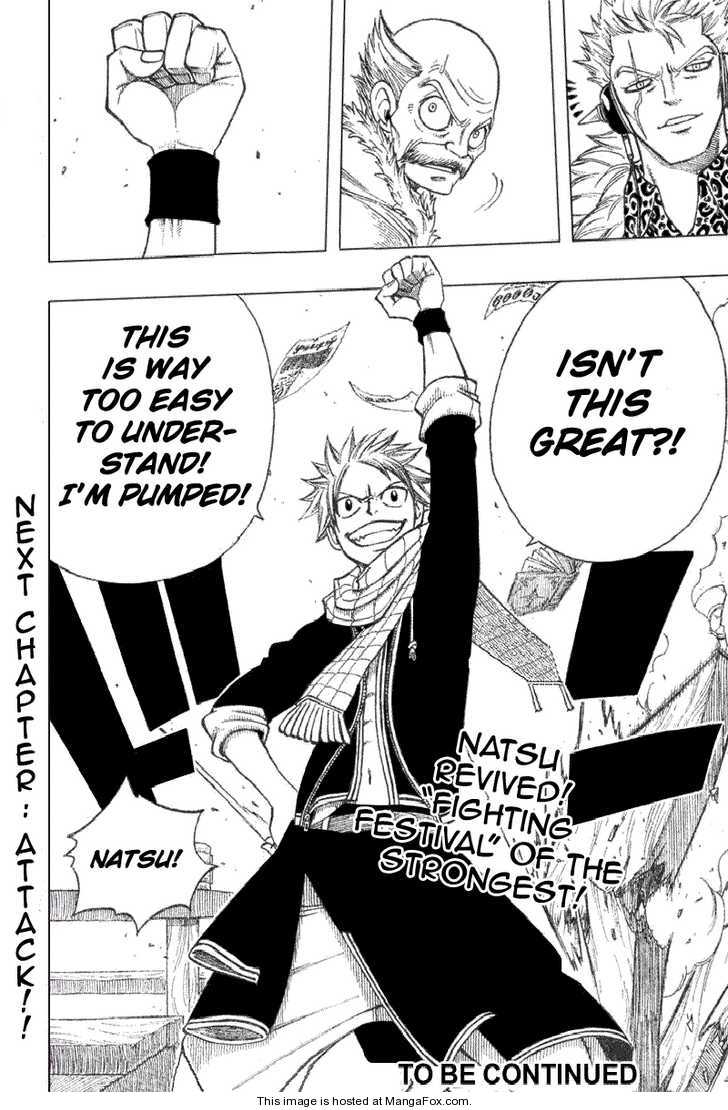 ISN'T
THIS
GREAT?!
THIS
IS WAY
TOO EASY
TO UNDER-
STAND!
I'M PUMPED!
NATSU!
NATSU
REVIVED!
"FIGHTING
FESTIVAL" OF THE
STRONGEST!
NEXT CHAPTER: ATTACK!!
TO BE CONTINUED
This image is hosted at MangaFox.com.